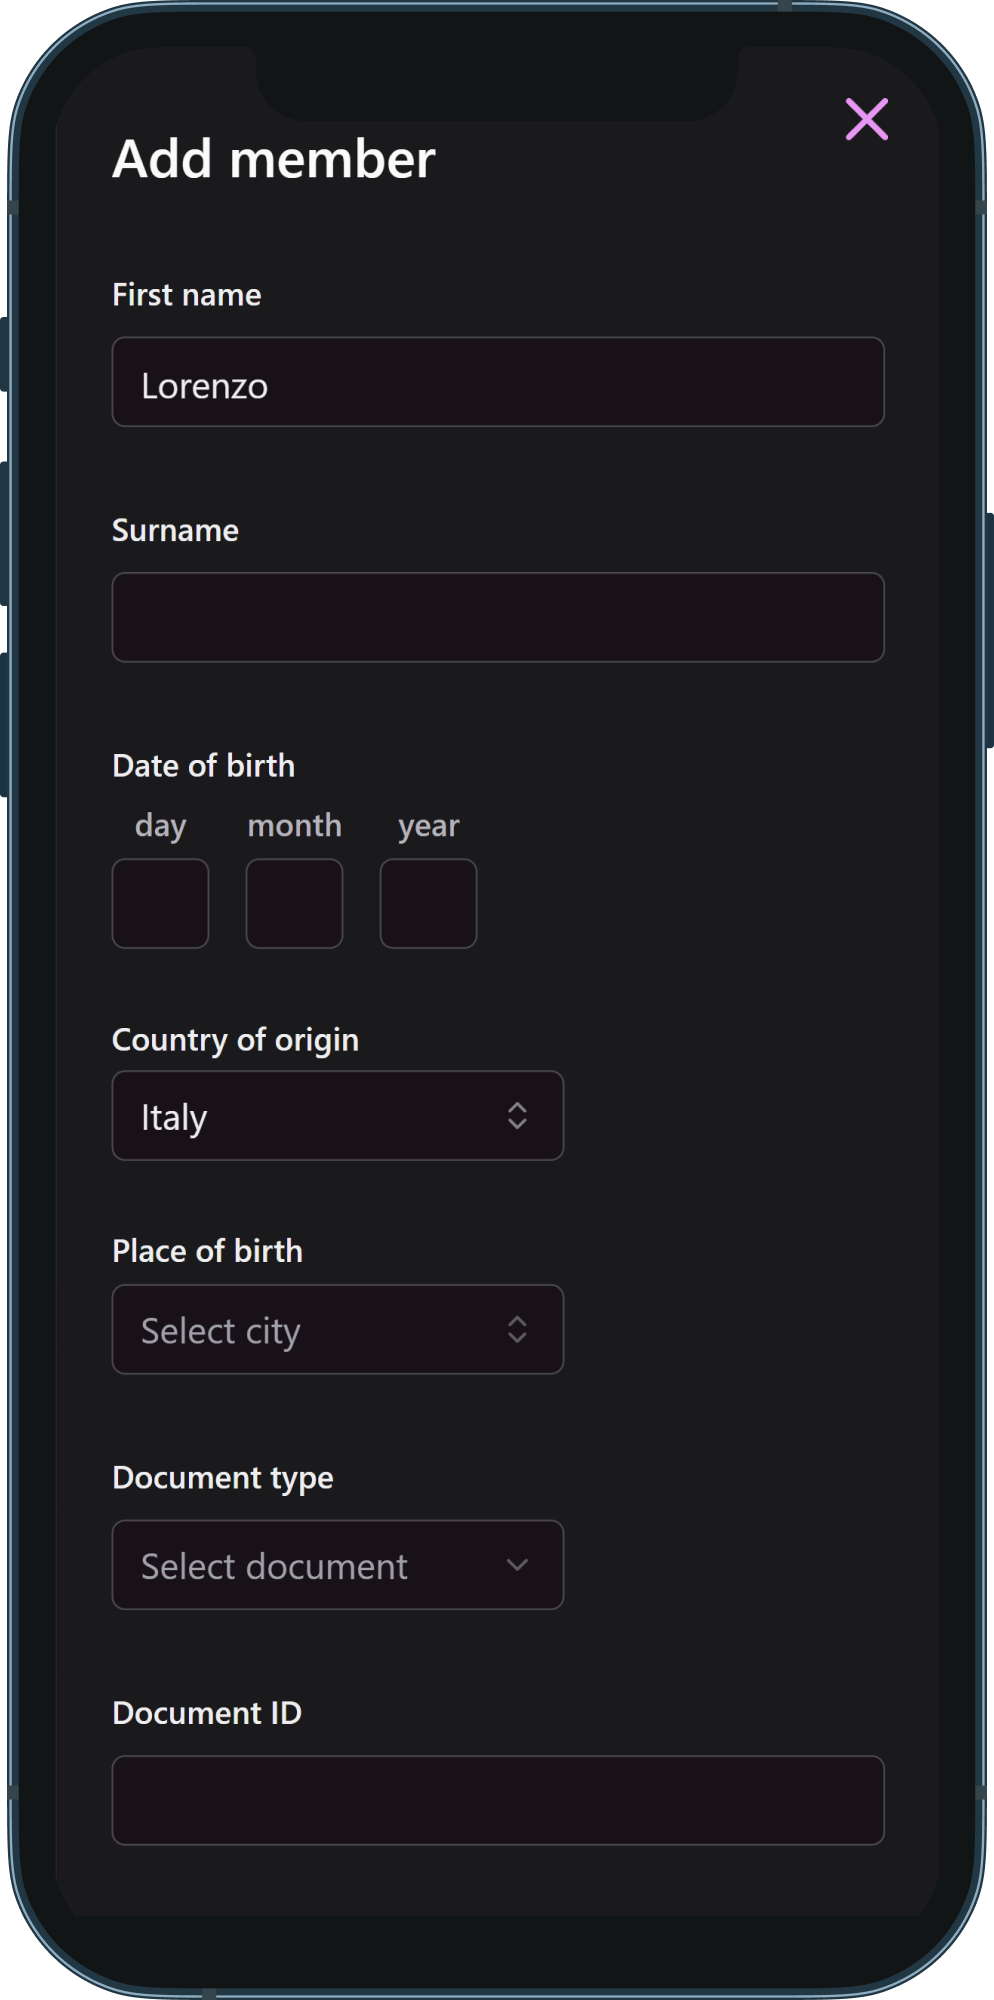 Add member
First name
Lorenzo
Surname
Date of birth
day month year
Country of origin
Italy
Place of birth
Select city
Document type
Select document
Document ID